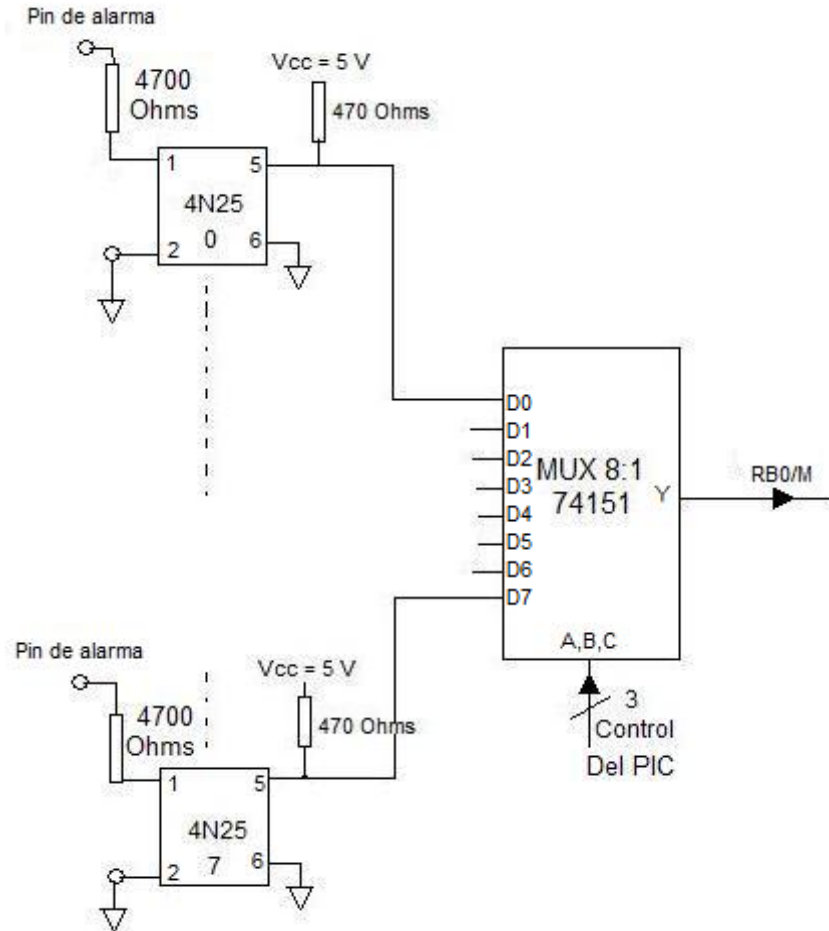 Pin de alarma
4700
Ohms
Vcc = 5 V
470 Ohms
1
5
4N25
0
2
6
D0
D1
D2
D3
D4
D5
D6
D7
MUX 8:1
74151
Y
RB0/M
A,B,C
3
Control
Del PIC
Pin de alarma
4700
Ohms
Vcc = 5 V
470 Ohms
1
5
4N25
7
2
6